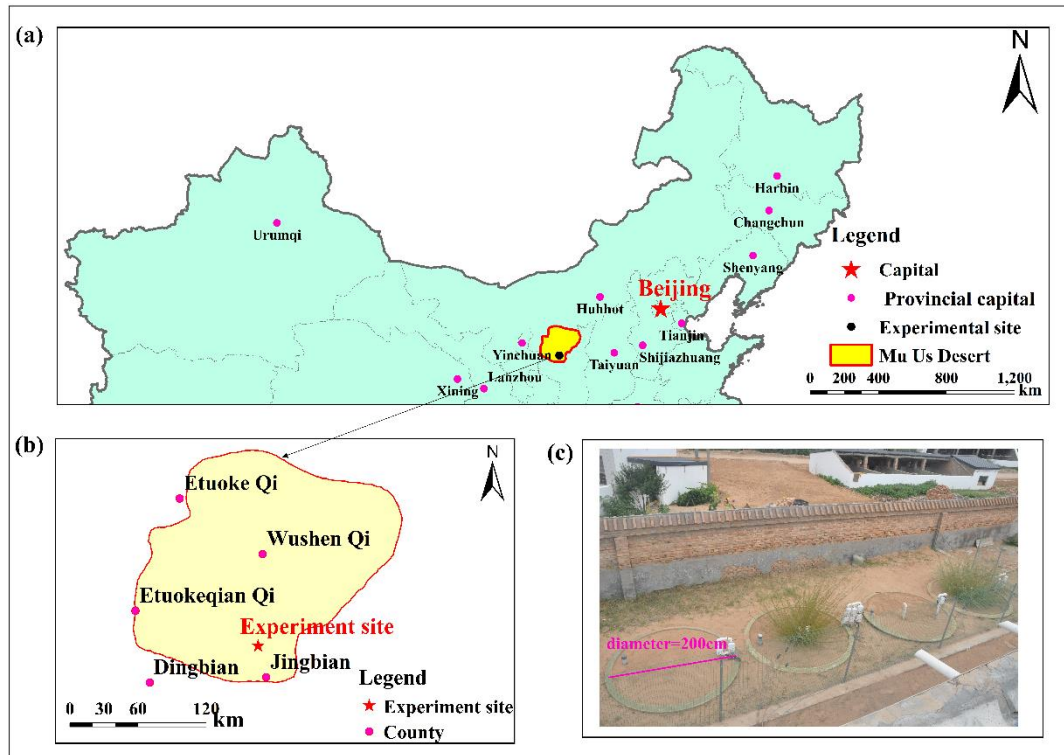 (a)
N
Harbin
Changchun
Urumqi
Legend
Shenyang
Capital
Beijing
Huhhot
Provincial capital
Tianjin
Experimental site
Yinchuan
Taiyuan
Shijiazhuang
Mu Us Desert
Lanzhou
Xining
0 200 400 800 1,200
km
(b)
N
Etuoke Qi
Wushen Qi
Etuokeqian Qi
Experiment site
Dingbian
Jingbian
Legend
Experiment site
County
0 30 60 120
km
(c)
diameter=200cm